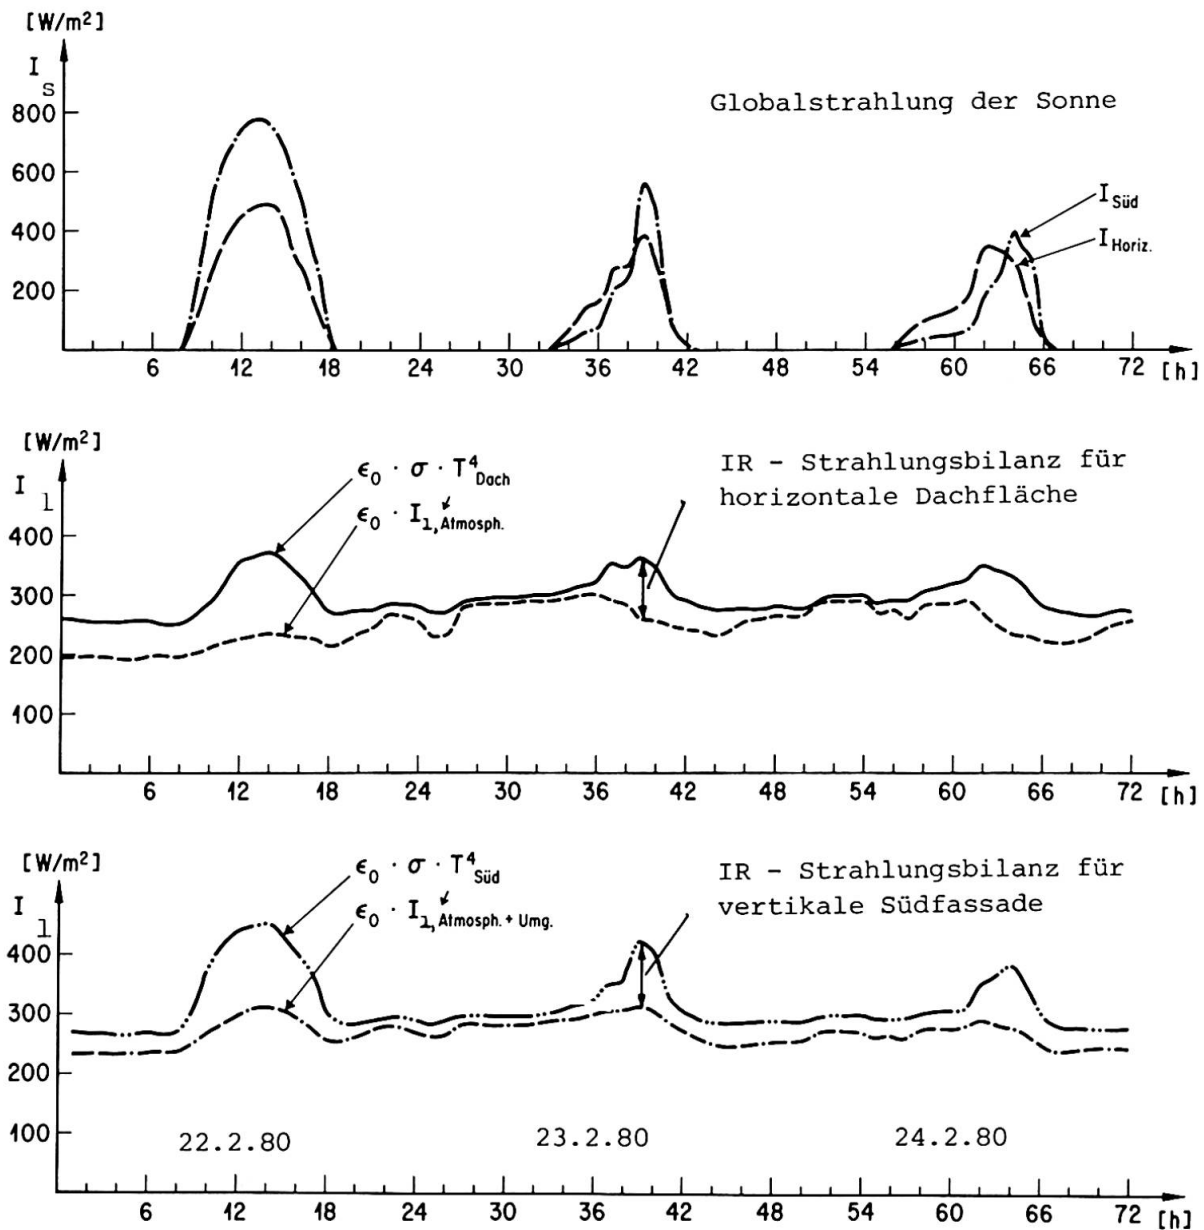 [W/m²]
I_s
Globalstrahlung der Sonne
800
600
400
200
I_Süd
I_Horiz.
6 12 18 24 30 36 42 48 54 60 66 72 [h]
[W/m²]
I_l
ϵ₀ · σ · T⁴_Dach
ϵ₀ · I_l,Atmosph.↓
IR - Strahlungsbilanz für
horizontale Dachfläche
400
300
200
100
6 12 18 24 30 36 42 48 54 60 66 72 [h]
[W/m²]
I_l
ϵ₀ · σ · T⁴_Süd
ϵ₀ · I_l,Atmosph. + Umg.↓
IR - Strahlungsbilanz für
vertikale Südfassade
400
300
200
100
22.2.80 23.2.80 24.2.80
6 12 18 24 30 36 42 48 54 60 66 72 [h]